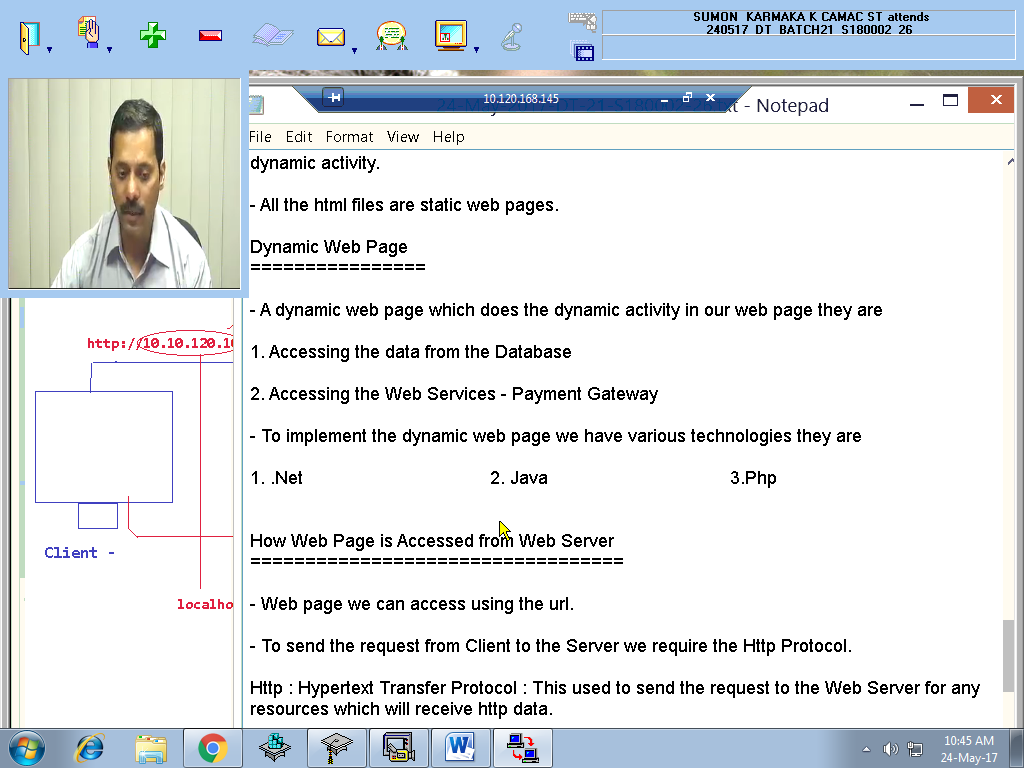 SUMON KARMAKA K CAMAC ST attends
240517 DT BATCH21 S180002 26
10.120.168.145
- Notepad
File Edit Format View Help
dynamic activity.
- All the html files are static web pages.
Dynamic Web Page
================
- A dynamic web page which does the dynamic activity in our web page they are
1. Accessing the data from the Database
2. Accessing the Web Services - Payment Gateway
- To implement the dynamic web page we have various technologies they are
1. .Net 2. Java 3.Php
How Web Page is Accessed from Web Server
==================================
- Web page we can access using the url.
- To send the request from Client to the Server we require the Http Protocol.
Http : Hypertext Transfer Protocol : This used to send the request to the Web Server for any
resources which will receive http data.
http://10.10.120.10
Client -
localho
10:45 AM
24-May-17